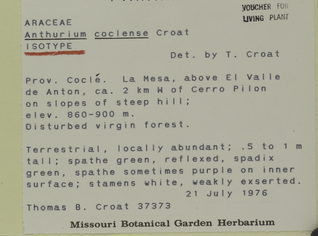 VOUCHER FOR
LIVING PLANT
ARACEAE
Anthurium coclense Croat
ISOTYPE
Det. by T. Croat
Prov. Coclé. La Mesa, above El Valle
de Anton, ca. 2 km W of Cerro Pilon
on slopes of steep hill;
elev. 860-900 m.
Disturbed virgin forest.
Terrestrial, locally abundant; .5 to 1 m
tall; spathe green, reflexed, spadix
green, spathe sometimes purple on inner
surface; stamens white, weakly exserted.
21 July 1976
Thomas B. Croat 37373
Missouri Botanical Garden Herbarium